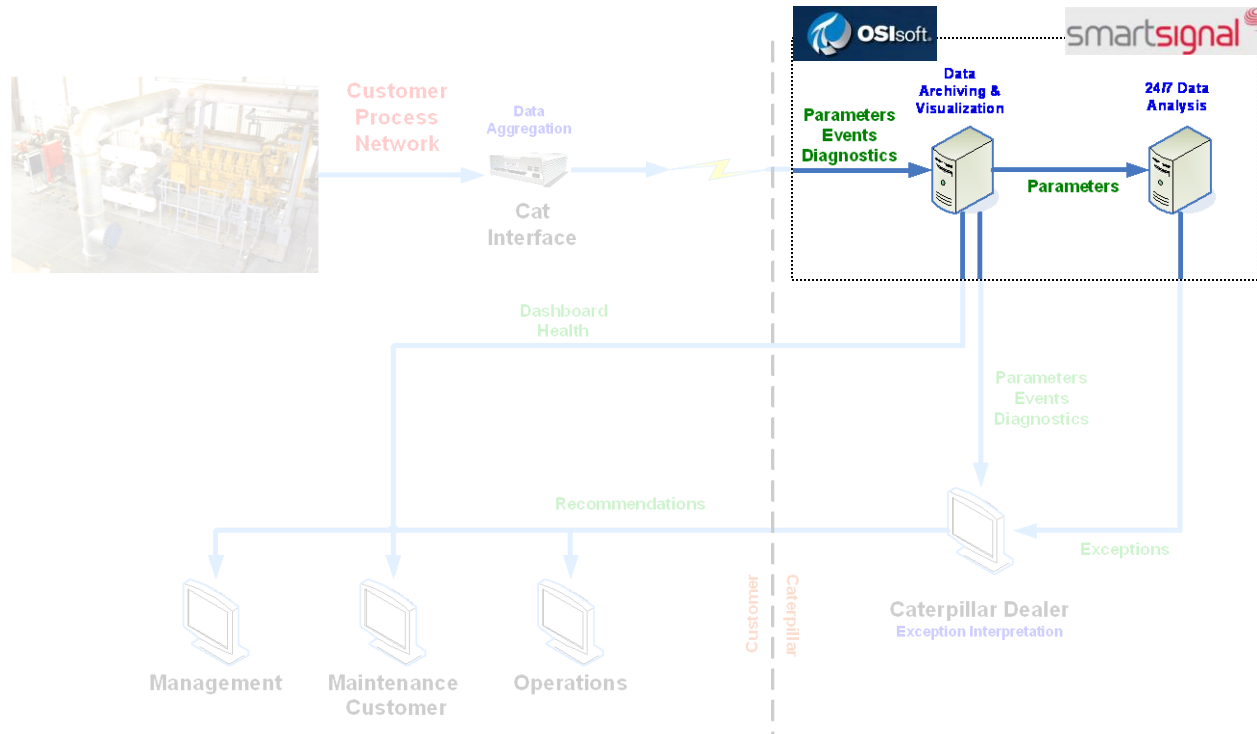 OSIsoft.
smartsignal
Customer
Process
Network
Data
Aggregation
Cat
Interface
Parameters
Events
Diagnostics
Data
Archiving &
Visualization
Parameters
24/7 Data
Analysis
Dashboard
Health
Parameters
Events
Diagnostics
Recommendations
Exceptions
Customer
Caterpillar
Caterpillar Dealer
Exception Interpretation
Management
Maintenance
Customer
Operations